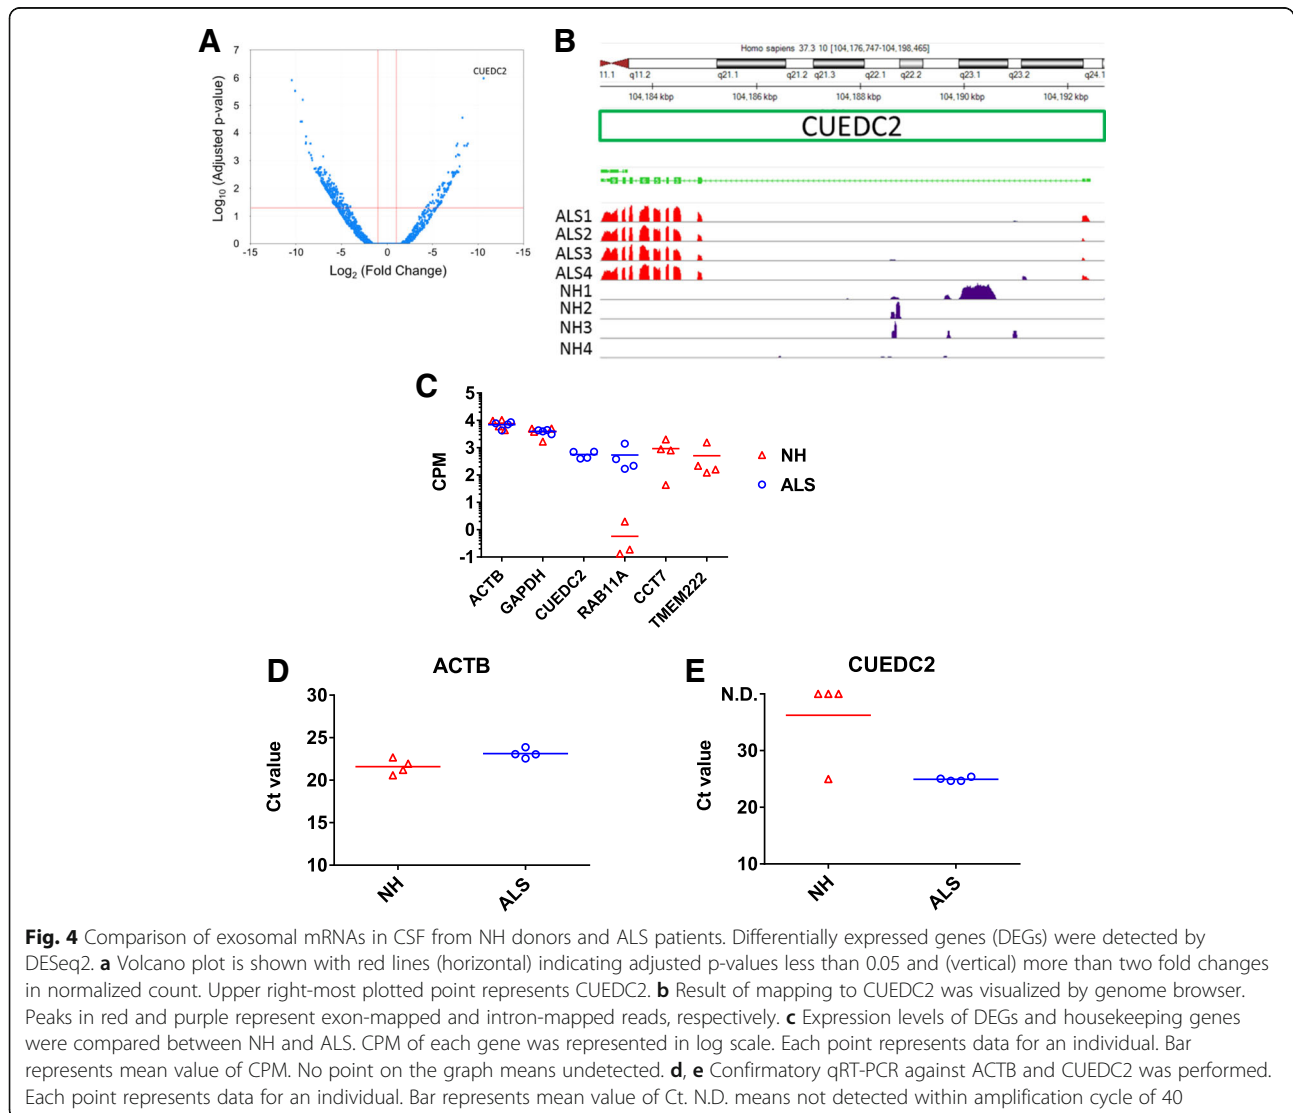 A
7
6
5
4
3
2
1
0
CUEDC2
-15
-10
-5
0
-5
-10
-15
Log10 (Adjusted p-value)
Log2 (Fold Change)
B
Homo sapiens 37.3 10 [104,176,747-104,198,465]
11.1 q11.2 q21.1 q21.2 q21.3 q22.1 q22.2 q23.1 q23.2 q24.1
104,184 kbp 104,186 kbp 104,188 kbp 104,190 kbp 104,192 kbp
CUEDC2
ALS1
ALS2
ALS3
ALS4
NH1
NH2
NH3
NH4
C
5
4
3
2
1
0
-1
CPM
ACTB
GAPDH
CUEDC2
RAB11A
CCT7
TMEM222
NH
ALS
D
ACTB
30
25
20
15
10
Ct value
NH
ALS
E
CUEDC2
N.D.
30
20
10
Ct value
NH
ALS
Fig. 4 Comparison of exosomal mRNAs in CSF from NH donors and ALS patients. Differentially expressed genes (DEGs) were detected by
DESeq2. a Volcano plot is shown with red lines (horizontal) indicating adjusted p-values less than 0.05 and (vertical) more than two fold changes
in normalized count. Upper right-most plotted point represents CUEDC2. b Result of mapping to CUEDC2 was visualized by genome browser.
Peaks in red and purple represent exon-mapped and intron-mapped reads, respectively. c Expression levels of DEGs and housekeeping genes
were compared between NH and ALS. CPM of each gene was represented in log scale. Each point represents data for an individual. Bar
represents mean value of CPM. No point on the graph means undetected. d, e Confirmatory qRT-PCR against ACTB and CUEDC2 was performed.
Each point represents data for an individual. Bar represents mean value of Ct. N.D. means not detected within amplification cycle of 40